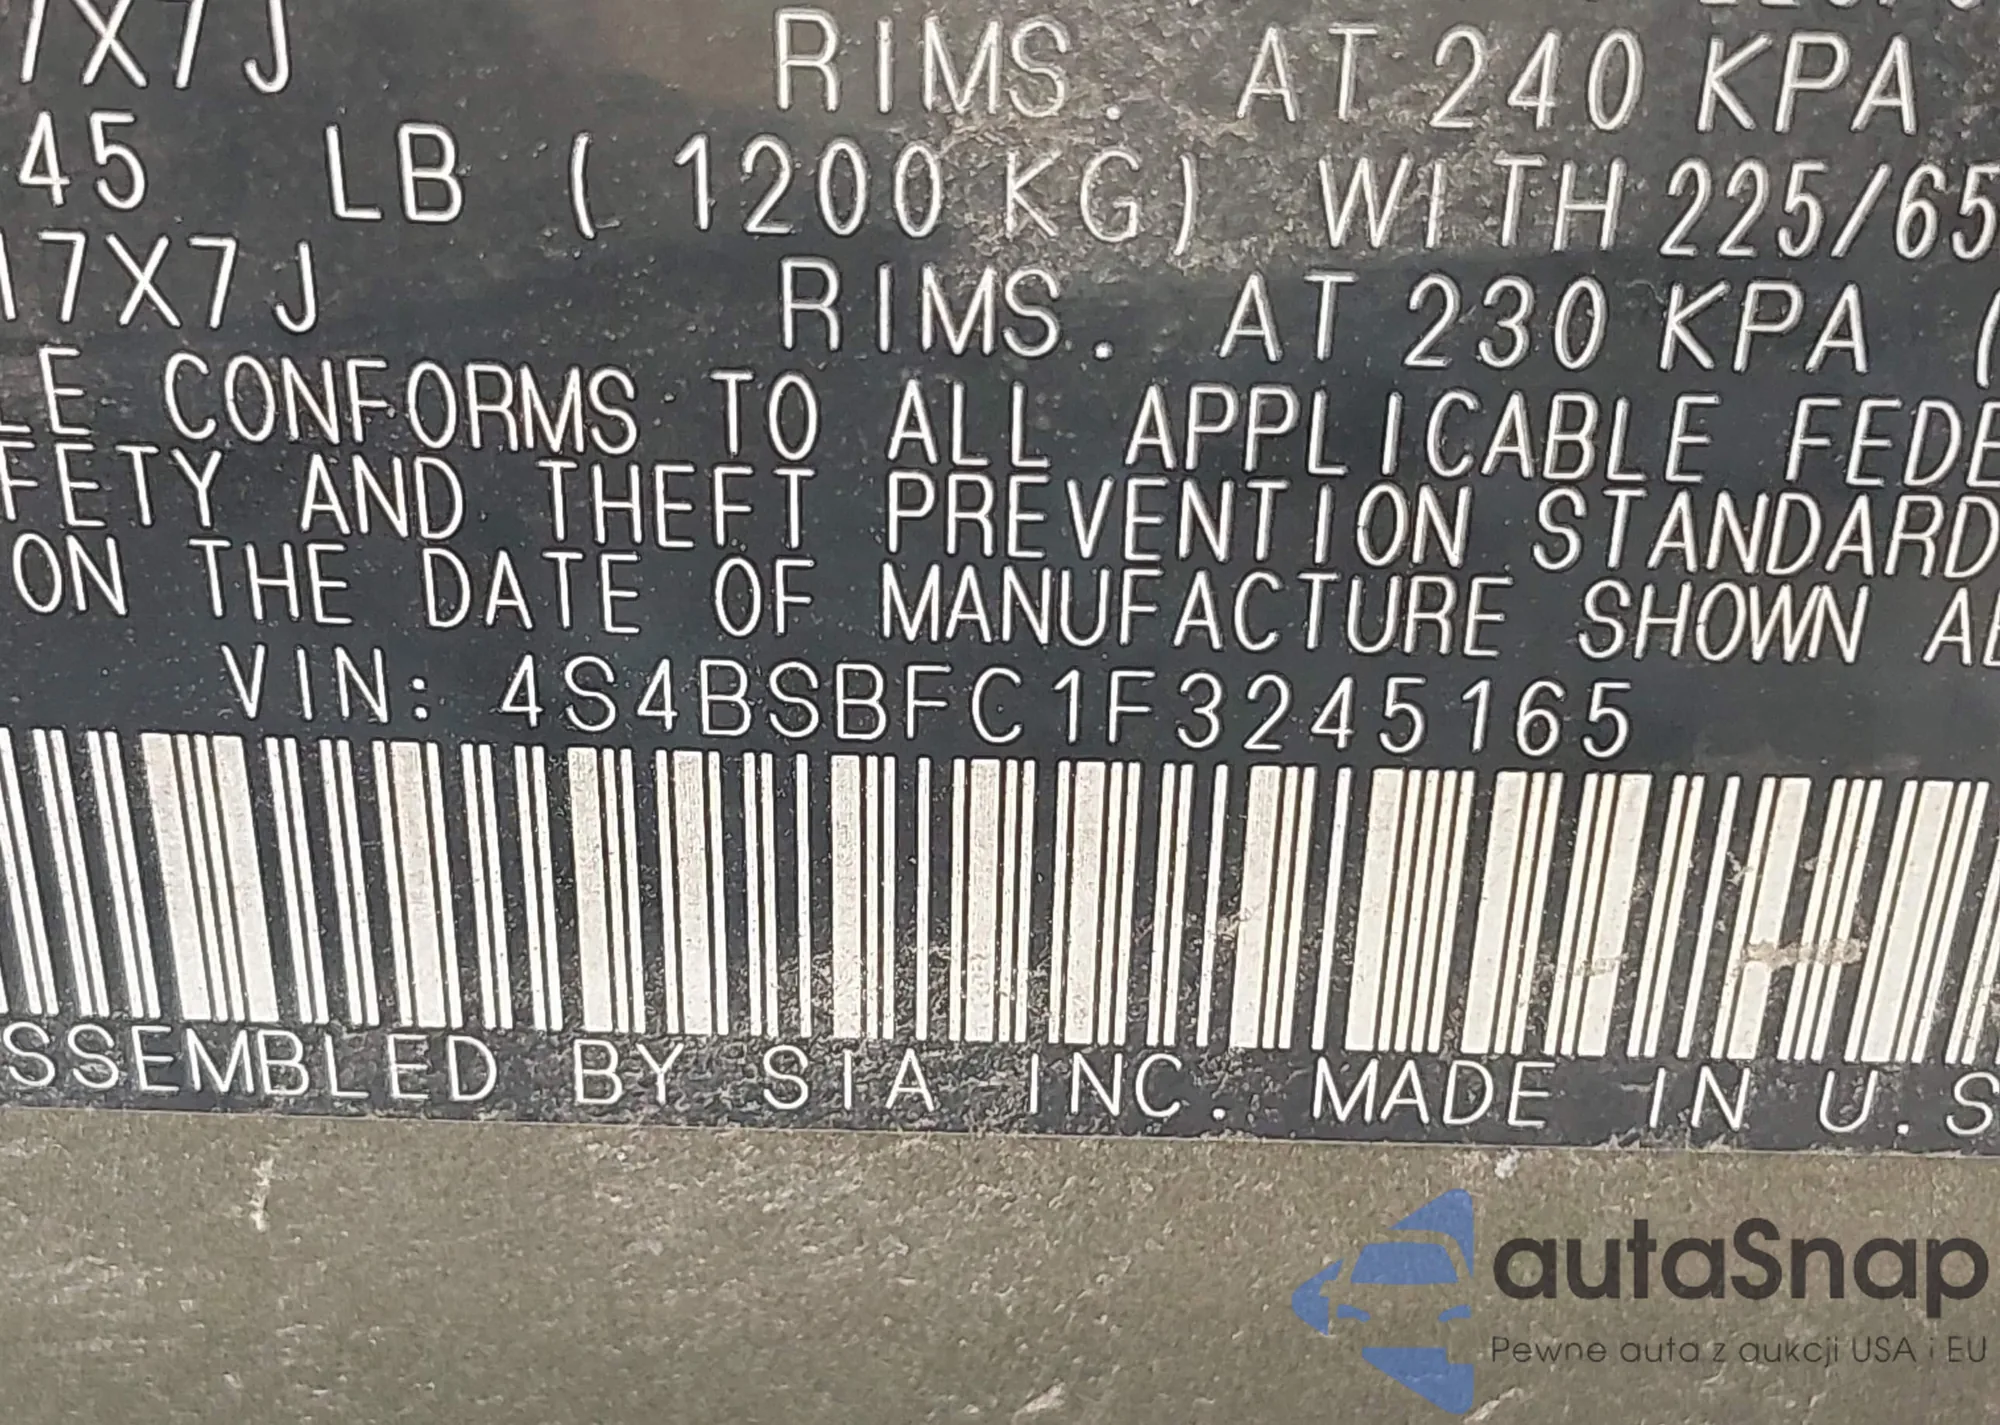 7X7J RIMS. AT 240 KPA
45 LB ( 1200 KG) WITH 225/65
17X7J RIMS. AT 230 KPA (
LE CONFORMS TO ALL APPLICABLE FEDE
FETY AND THEFT PREVENTION STANDARD
ON THE DATE OF MANUFACTURE SHOWN AB
VIN: 4S4BSBFC1F3245165
SSEMBLED BY SIA INC. MADE IN U.S
autaSnap
Pewne auta z aukcji USA i EU